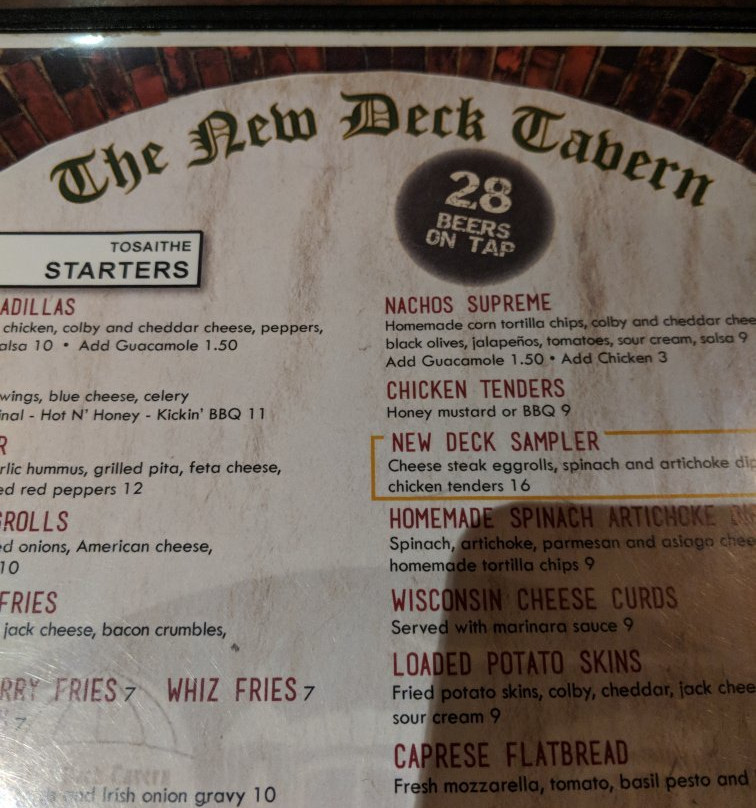 The New Deck Tavern
28
BEERS
ON TAP
TOSAITHE
STARTERS
ADILLAS
chicken, colby and cheddar cheese, peppers,
alsa 10 • Add Guacamole 1.50
wings, blue cheese, celery
inal - Hot N' Honey - Kickin' BBQ 11
R
rlic hummus, grilled pita, feta cheese,
ed red peppers 12
GROLLS
ed onions, American cheese,
10
FRIES
jack cheese, bacon crumbles,
RRY FRIES 7 WHIZ FRIES 7
7
and Irish onion gravy 10
NACHOS SUPREME
Homemade corn tortilla chips, colby and cheddar chee
black olives, jalapeños, tomatoes, sour cream, salsa 9
Add Guacamole 1.50 • Add Chicken 3
CHICKEN TENDERS
Honey mustard or BBQ 9
NEW DECK SAMPLER
Cheese steak eggrolls, spinach and artichoke dip
chicken tenders 16
HOMEMADE SPINACH ARTICHOKE DI
Spinach, artichoke, parmesan and asiago chee
homemade tortilla chips 9
WISCONSIN CHEESE CURDS
Served with marinara sauce 9
LOADED POTATO SKINS
Fried potato skins, colby, cheddar, jack chee
sour cream 9
CAPRESE FLATBREAD
Fresh mozzarella, tomato, basil pesto and